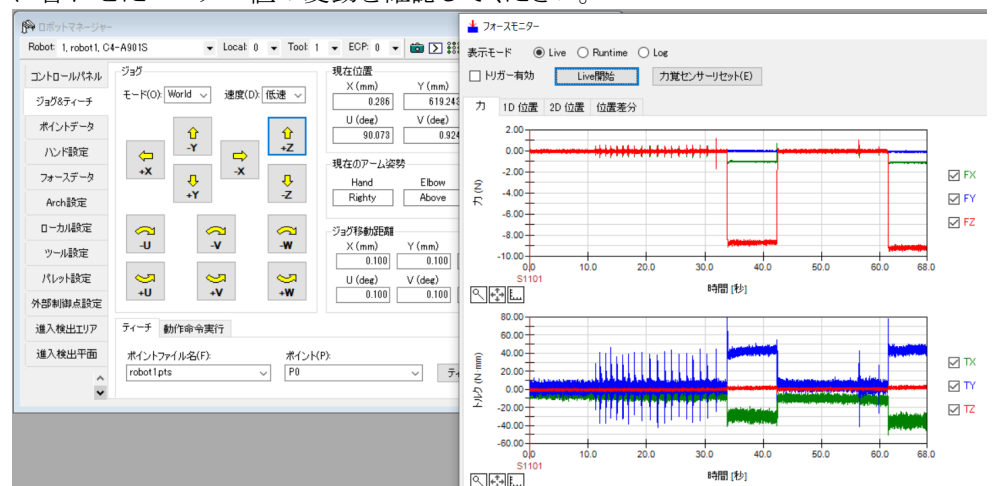 ロボットマネージャー
Robot: 1, robot1, C4-A901S Local: 0 Tool: 1 ECP: 0
コントロールパネル
ジョグ&ティーチ
ポイントデータ
ハンド設定
フォースデータ
Arch設定
ローカル設定
ツール設定
パレット設定
外部制御点設定
進入検出エリア
進入検出平面
ジョグ
モード(O): World 速度(D): 低速
-Y +Z
+X -X
+Y -Z
-U -V -W
+U +V +W
現在位置
X (mm) Y (mm)
0.286 619.243
U (deg) V (deg)
90.073 0.924
現在のアーム姿勢
Hand Elbow
Righty Above
ジョグ移動距離
X (mm) Y (mm)
0.100 0.100
U (deg) V (deg)
0.100 0.100
ティーチ 動作命令実行
ポイントファイル名(F): ポイント(P):
robot1.pts P0
フォースモニター
表示モード Live Runtime Log
トリガー有効 Live開始 力覚センサーリセット(E)
力 1D 位置 2D 位置 位置差分
力 (N)
2.00
0.00
-2.00
-4.00
-6.00
-8.00
-10.00
0.0 10.0 20.0 30.0 40.0 50.0 60.0 68.0
S1101
時間 [秒]
FX
FY
FZ
トルク (N·mm)
80.00
60.00
40.00
20.00
0.00
-20.00
-40.00
-60.00
0.0 10.0 20.0 30.0 40.0 50.0 60.0 68.0
S1101
時間 [秒]
TX
TY
TZ